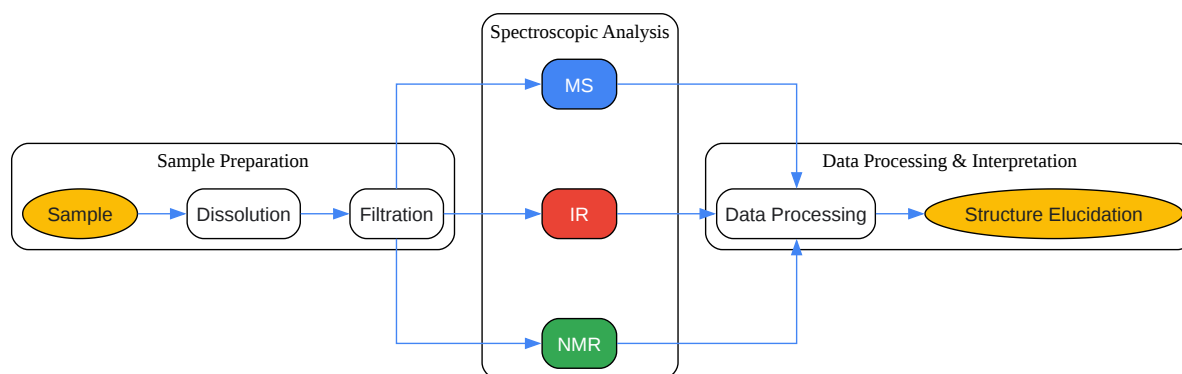 Spectroscopic Analysis
MS
Sample Preparation
Data Processing & Interpretation
Sample
Dissolution
Filtration
IR
Data Processing
Structure Elucidation
NMR